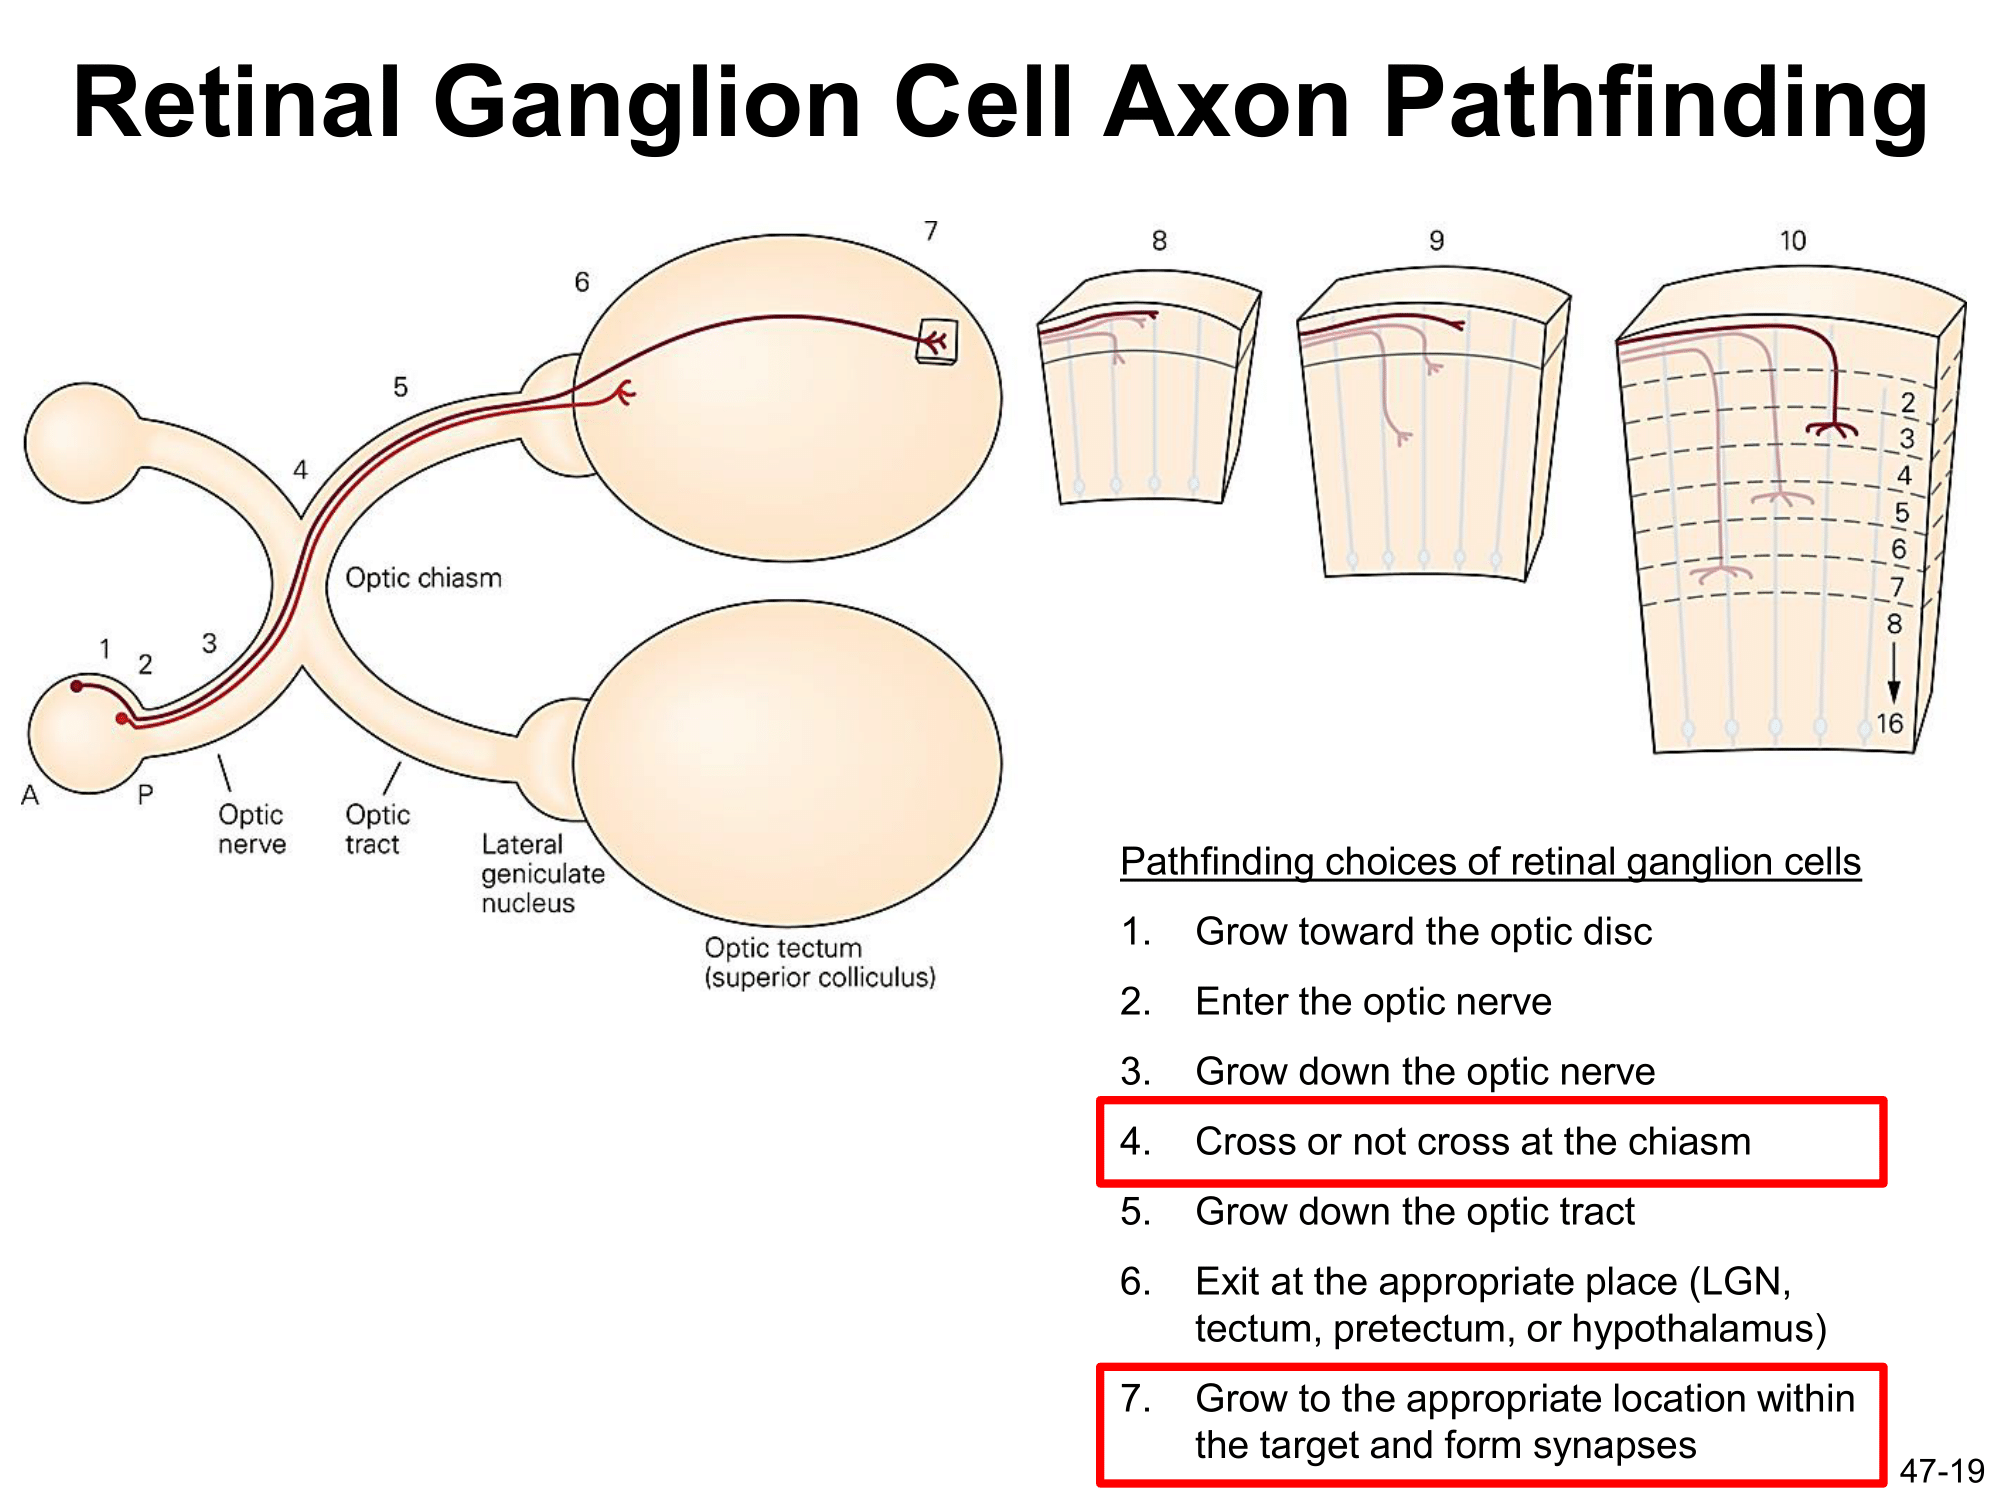 Retinal Ganglion Cell Axon Pathfinding
7
8
9
10
6
5
4
2
3
4
5
6
7
8
16
Optic chiasm
1
2
3
A
P
Optic
nerve
Optic
tract
Lateral
geniculate
nucleus
Optic tectum
(superior colliculus)
Pathfinding choices of retinal ganglion cells
1. Grow toward the optic disc
2. Enter the optic nerve
3. Grow down the optic nerve
4. Cross or not cross at the chiasm
5. Grow down the optic tract
6. Exit at the appropriate place (LGN,
tectum, pretectum, or hypothalamus)
7. Grow to the appropriate location within
the target and form synapses
47-19